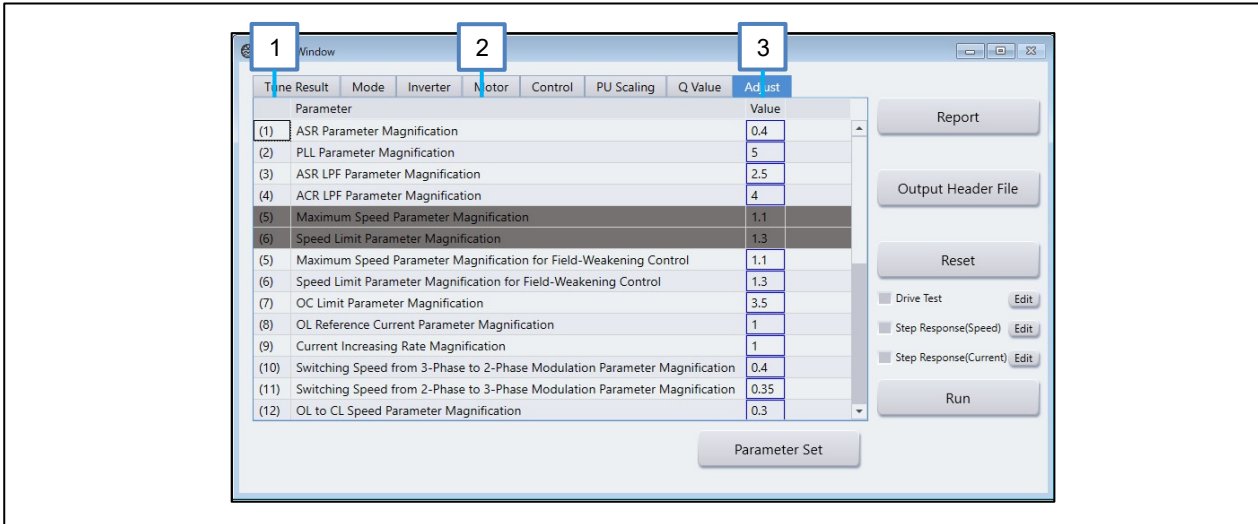 1
2
3
Window
Tune Result Mode Inverter Motor Control PU Scaling Q Value Adjust
Parameter Value
(1) ASR Parameter Magnification 0.4
(2) PLL Parameter Magnification 5
(3) ASR LPF Parameter Magnification 2.5
(4) ACR LPF Parameter Magnification 4
(5) Maximum Speed Parameter Magnification 1.1
(6) Speed Limit Parameter Magnification 1.3
(5) Maximum Speed Parameter Magnification for Field-Weakening Control 1.1
(6) Speed Limit Parameter Magnification for Field-Weakening Control 1.3
(7) OC Limit Parameter Magnification 3.5
(8) OL Reference Current Parameter Magnification 1
(9) Current Increasing Rate Magnification 1
(10) Switching Speed from 3-Phase to 2-Phase Modulation Parameter Magnification 0.4
(11) Switching Speed from 2-Phase to 3-Phase Modulation Parameter Magnification 0.35
(12) OL to CL Speed Parameter Magnification 0.3
Report
Output Header File
Reset
Drive Test Edit
Step Response(Speed) Edit
Step Response(Current) Edit
Run
Parameter Set